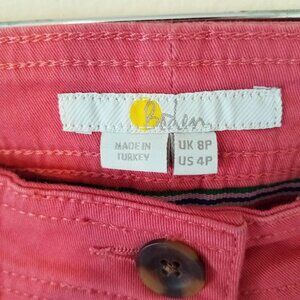 Boden
MADE IN
TURKEY
UK 8P
US 4P